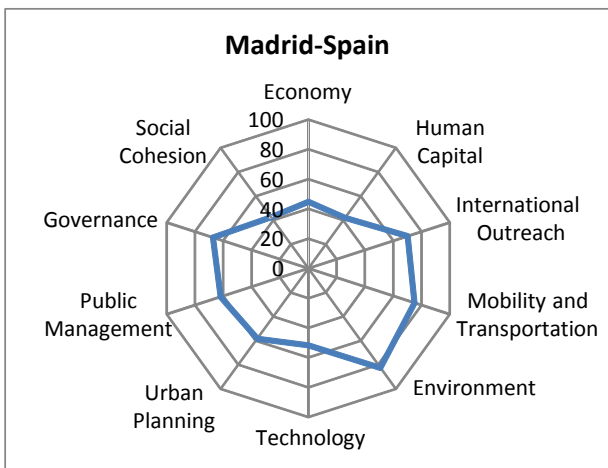 Madrid-Spain
Economy
Human
Capital
International
Outreach
Mobility and
Transportation
Environment
Technology
Urban
Planning
Public
Management
Governance
Social
Cohesion
100
80
60
40
20
0